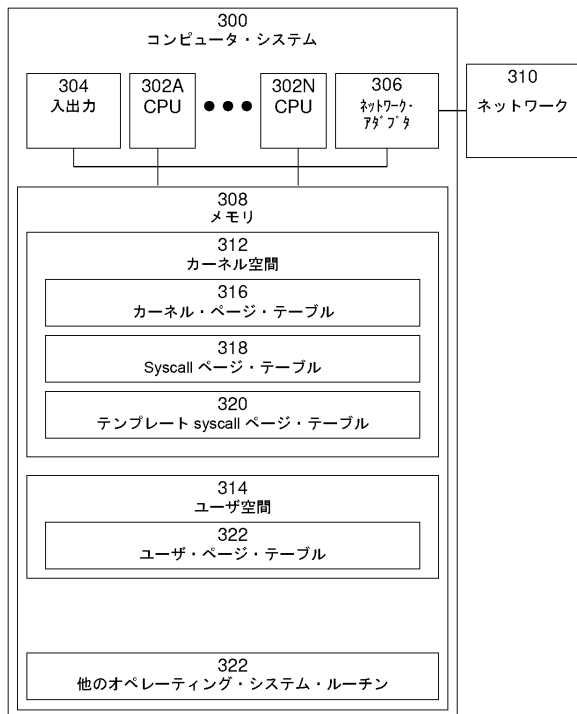 300
コンピュータ・システム
304
入出力
302A
CPU
302N
CPU
306
ﾈｯﾄﾜｰｸ・
ｱﾀﾞﾌﾟﾀ
310
ネットワーク
308
メモリ
312
カーネル空間
316
カーネル・ページ・テーブル
318
Syscall ページ・テーブル
320
テンプレート syscall ページ・テーブル
314
ユーザ空間
322
ユーザ・ページ・テーブル
322
他のオペレーティング・システム・ルーチン